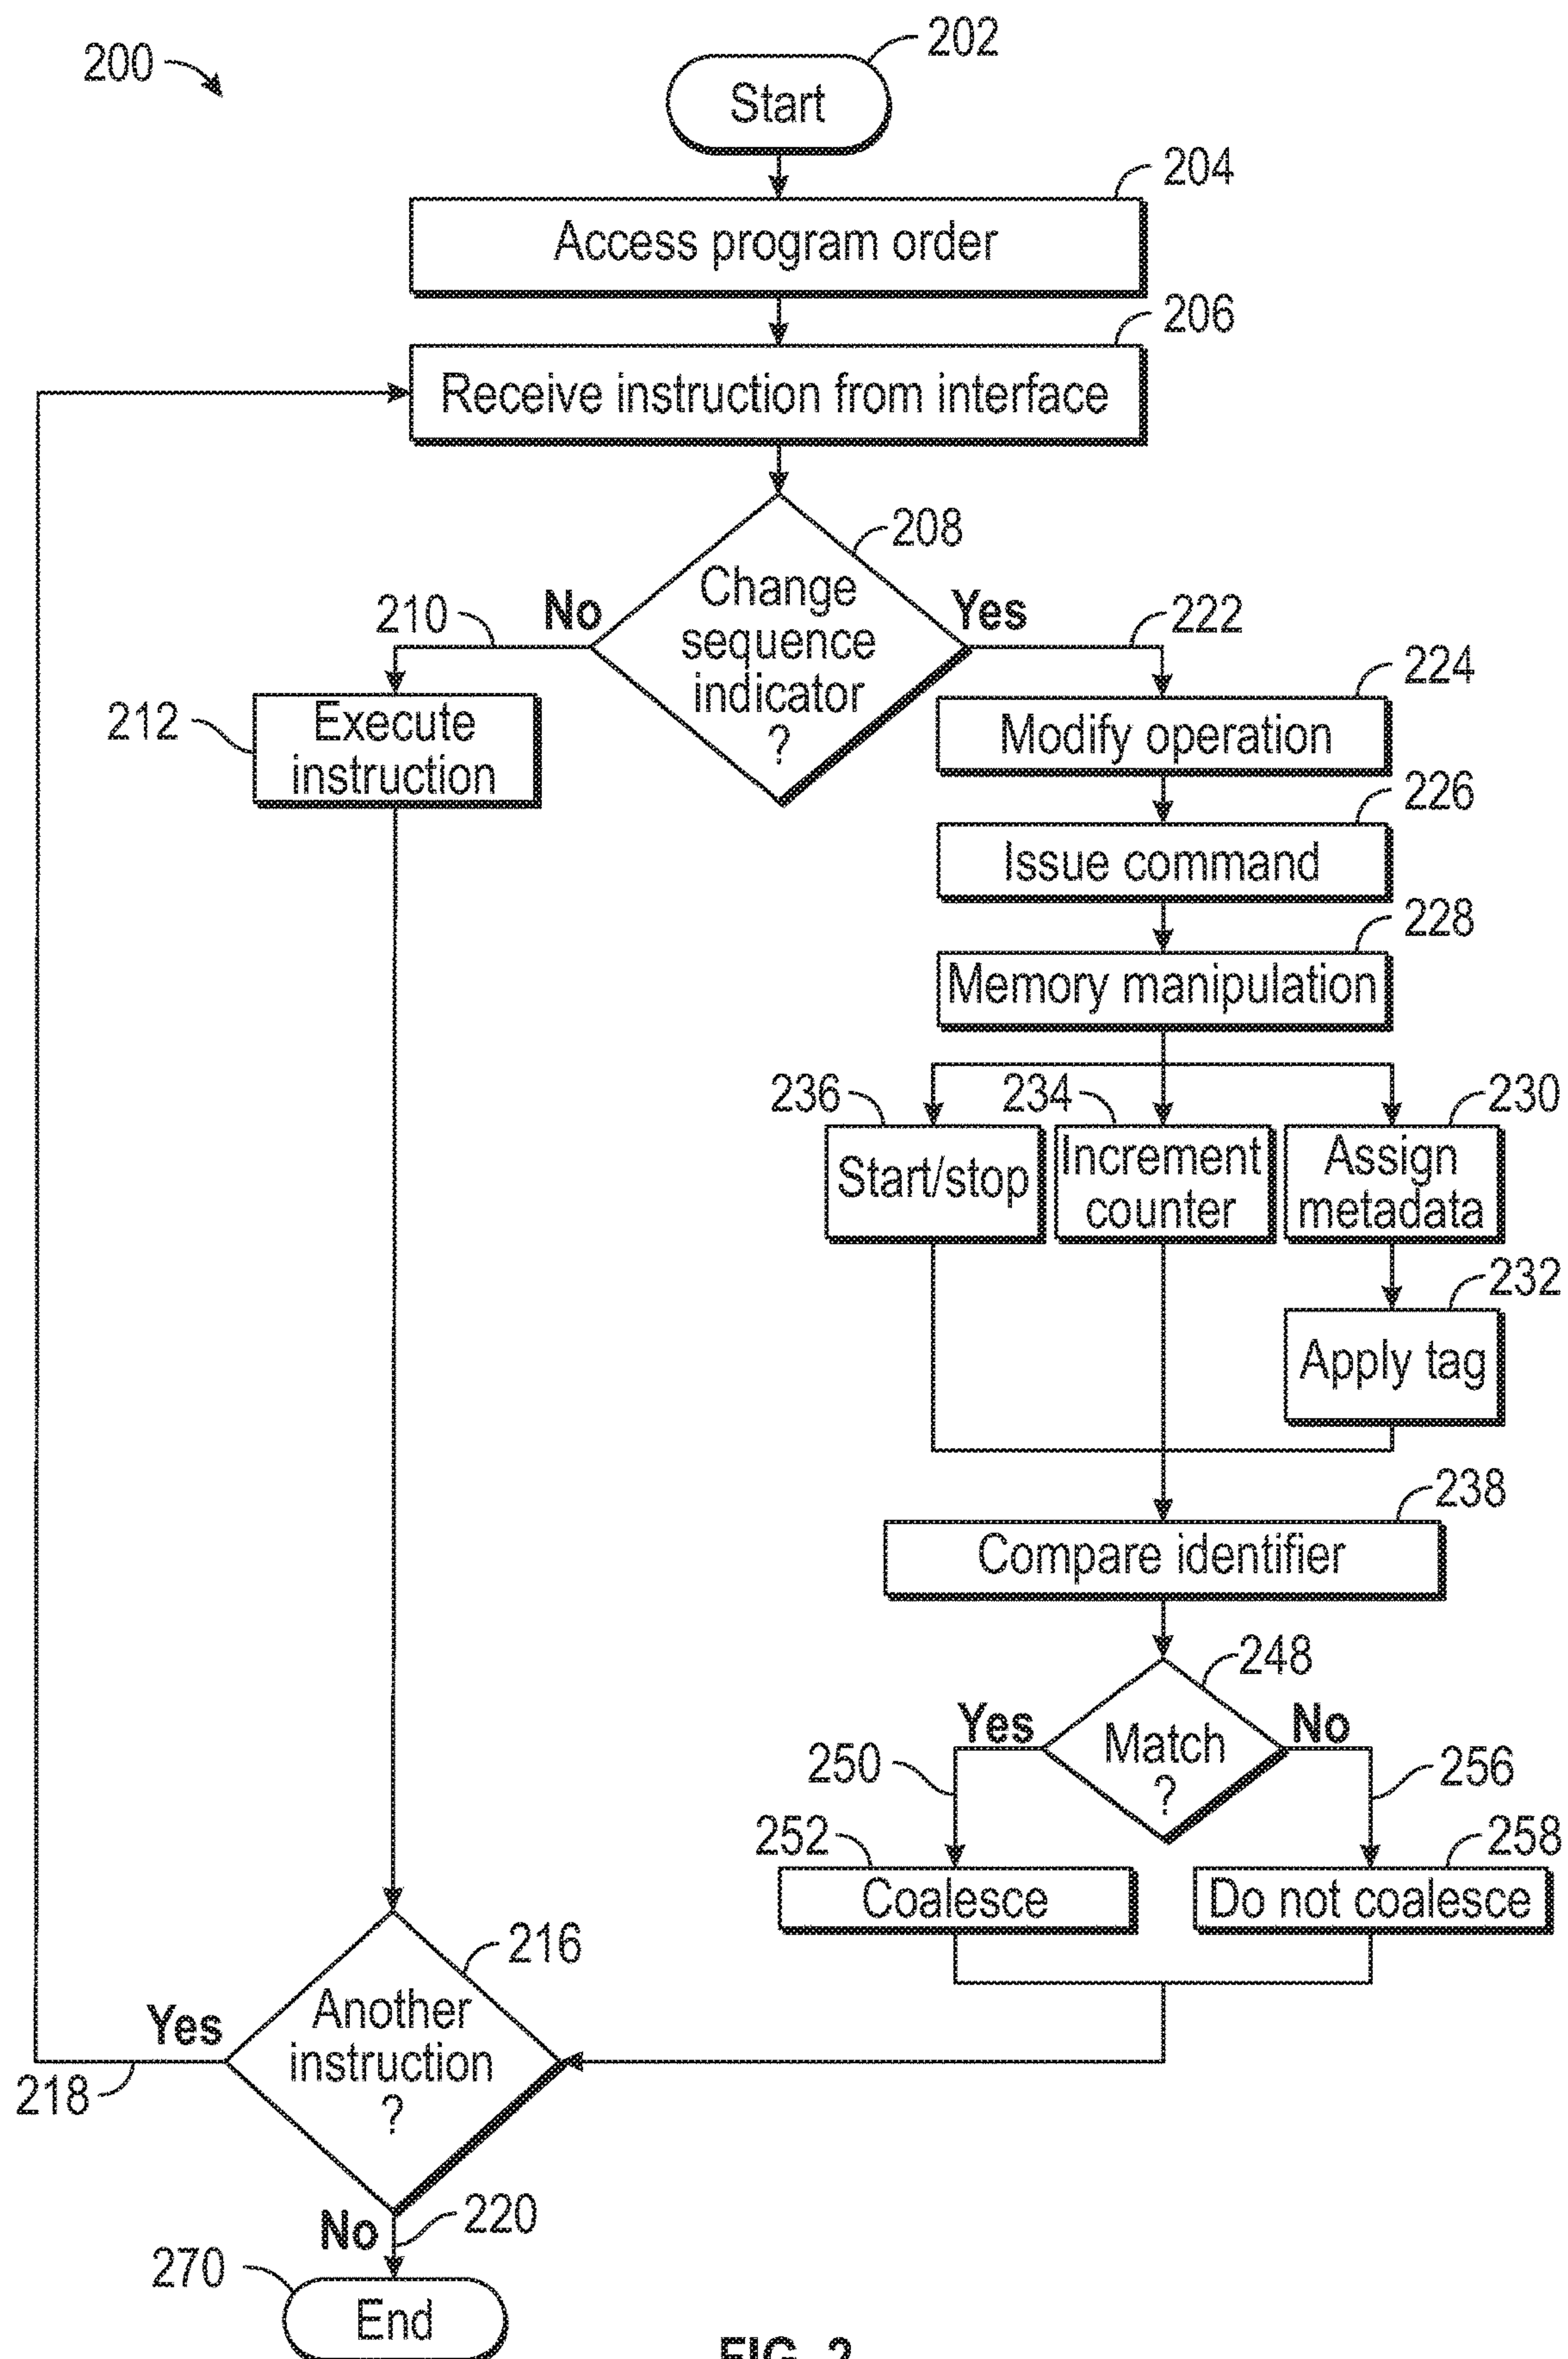 200
202
Start
204
Access program order
206
Receive instruction from interface
208
Change
sequence
indicator
?
No
210
Yes
222
212
Execute
instruction
224
Modify operation
226
Issue command
228
Memory manipulation
236
Start/stop
234
Increment
counter
230
Assign
metadata
232
Apply tag
238
Compare identifier
248
Match
?
Yes
250
No
256
252
Coalesce
258
Do not coalesce
216
Another
instruction
?
Yes
218
No
220
270
End
FIG. 2